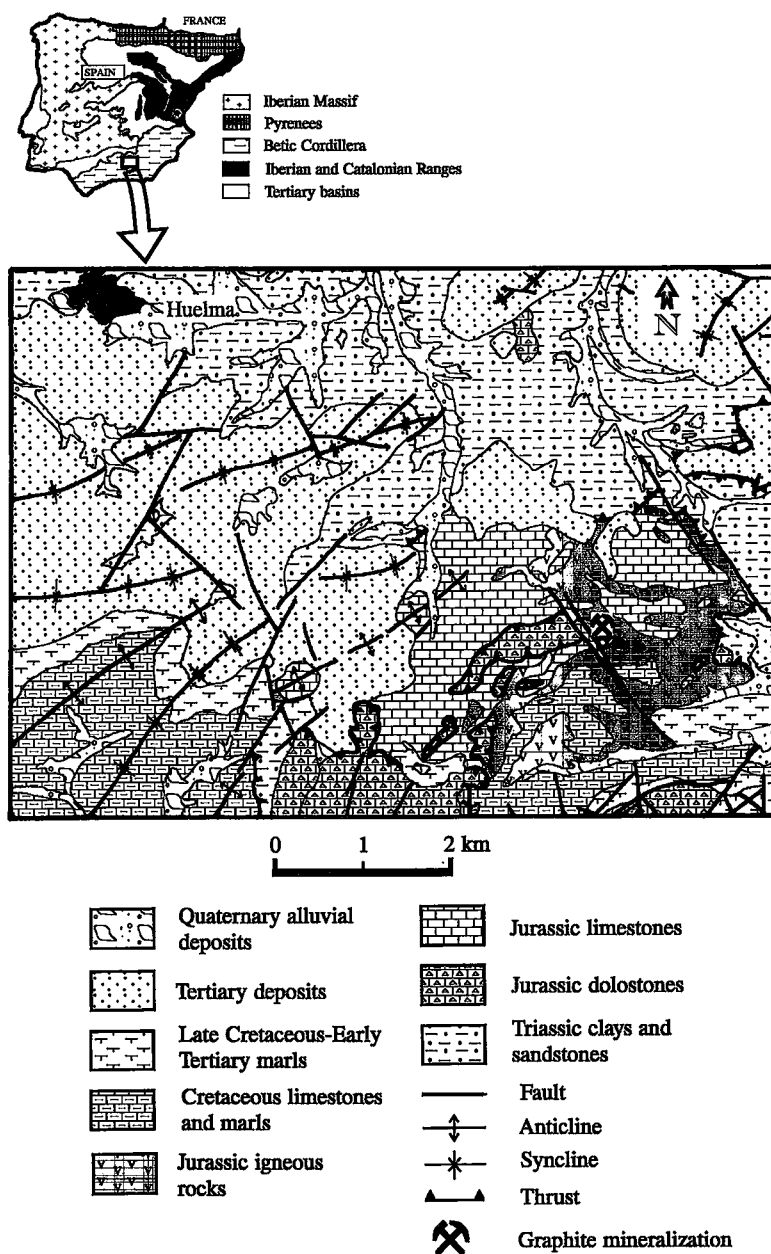 FRANCE
SPAIN
Iberian Massif
Pyrenees
Betic Cordillera
Iberian and Catalonian Ranges
Tertiary basins
Huelma
N
0 1 2 km
Quaternary alluvial
deposits
Tertiary deposits
Late Cretaceous-Early
Tertiary marls
Cretaceous limestones
and marls
Jurassic igneous
rocks
Jurassic limestones
Jurassic dolostones
Triassic clays and
sandstones
Fault
Anticline
Syncline
Thrust
Graphite mineralization